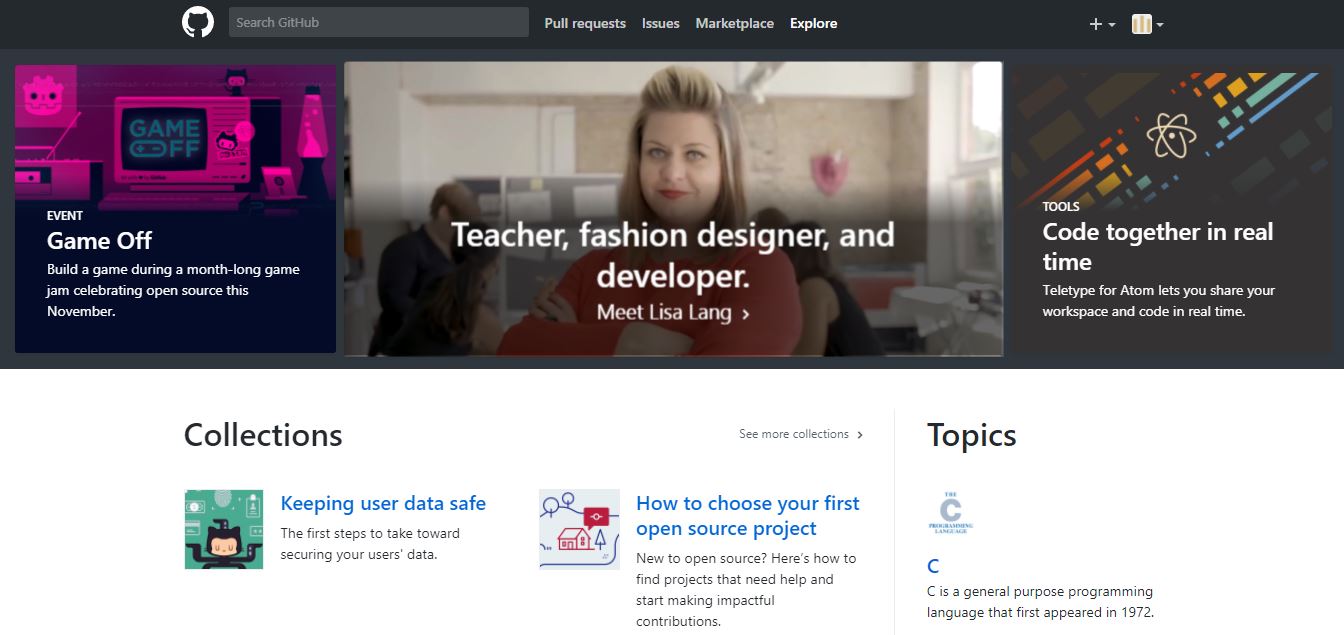 Search GitHub
Pull requests
Issues
Marketplace
Explore
GAME
OFF
EVENT
Game Off
Build a game during a month-long game
jam celebrating open source this
November.
Teacher, fashion designer, and
developer.
Meet Lisa Lang
TOOLS
Code together in real
time
Teletype for Atom lets you share your
workspace and code in real time.
Collections
See more collections
Keeping user data safe
The first steps to take toward
securing your users' data.
How to choose your first
open source project
New to open source? Here’s how to
find projects that need help and
start making impactful
contributions.
Topics
THE
C
PROGRAMMING
LANGUAGE
C
C is a general purpose programming
language that first appeared in 1972.